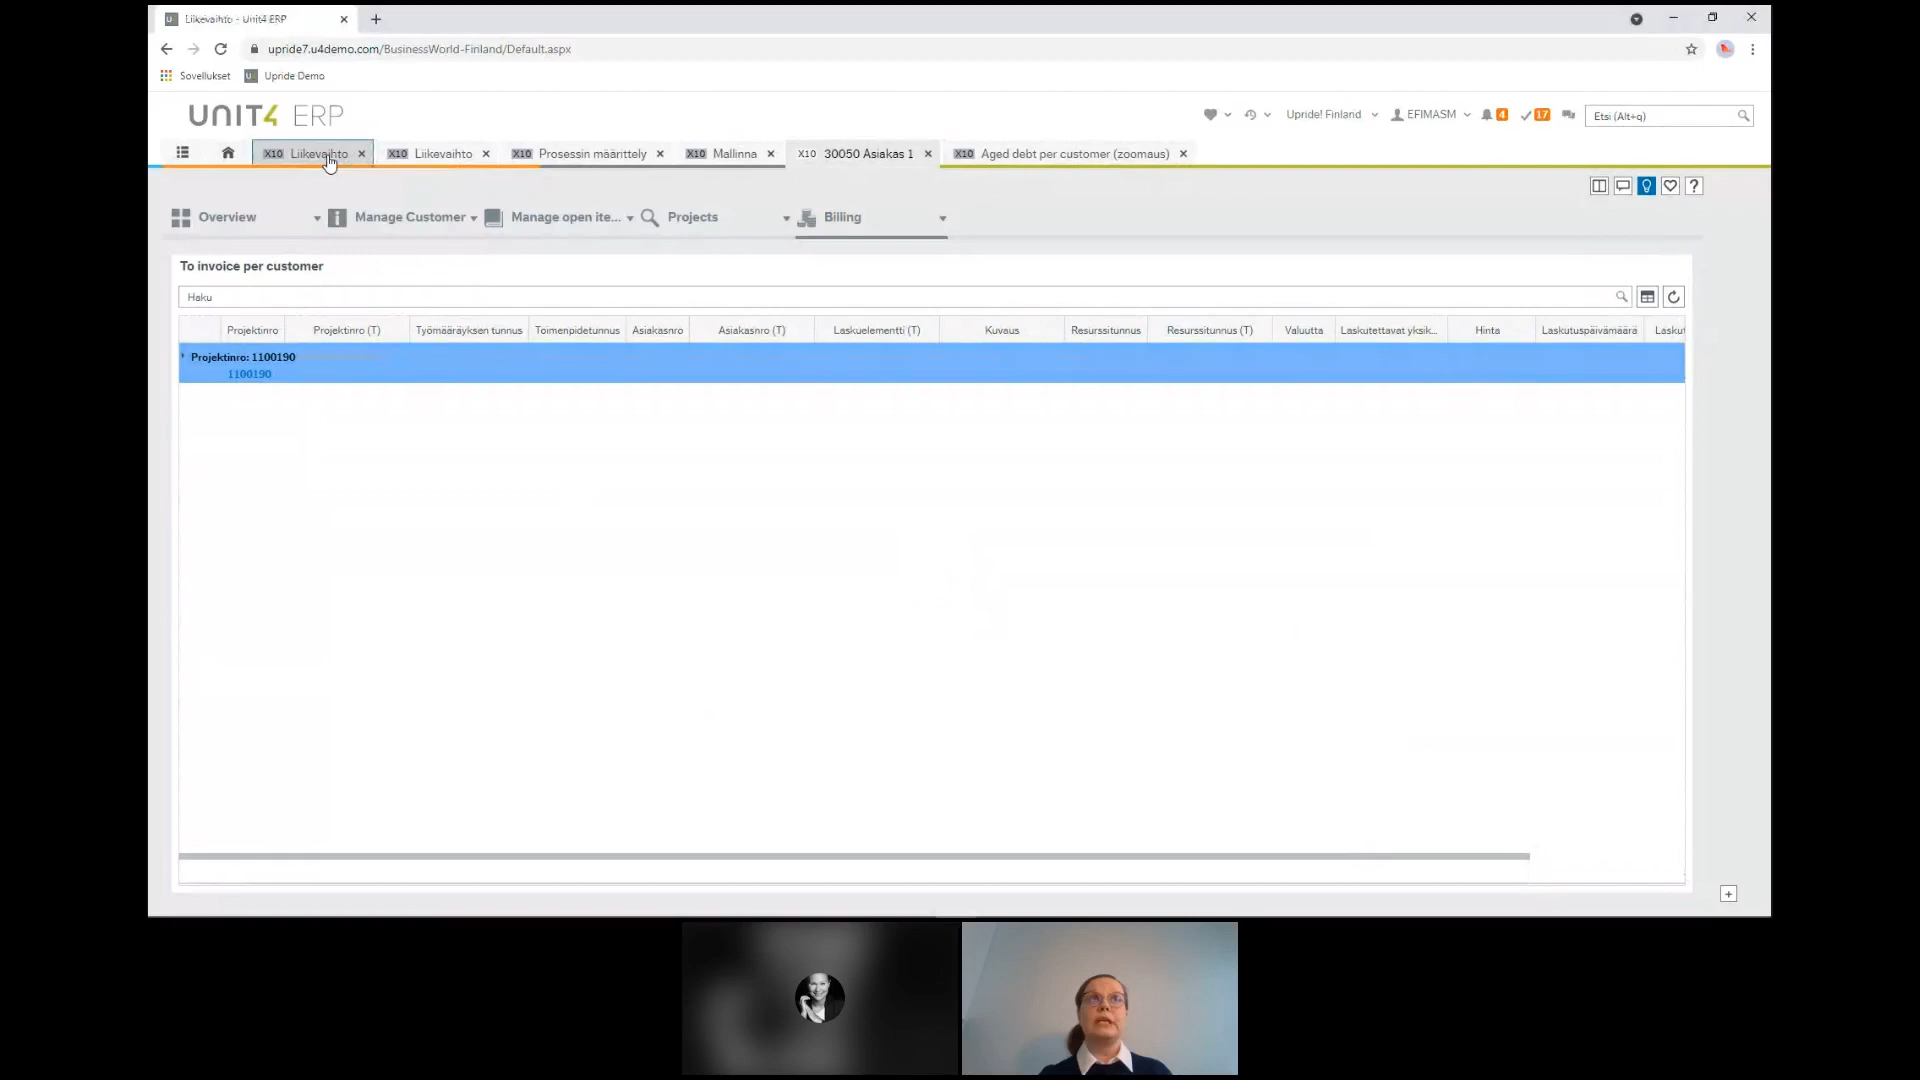 Liikevaihto - Unit4 ERP
upride7.u4demo.com/BusinessWorld-Finland/Default.aspx
Sovellukset
Upride Demo
UNIT4 ERP
Upride! Finland
EFIMASM
4
17
Etsi (Alt+q)
X10 Liikevaihto
X10 Liikevaihto
X10 Prosessin määrittely
X10 Mallinna
X10 30050 Asiakas 1
X10 Aged debt per customer (zoomaus)
Overview
Manage Customer
Manage open ite...
Projects
Billing
To invoice per customer
Haku
Projektinro
Projektinro (T)
Työmääräyksen tunnus
Toimenpidetunnus
Asiakasnro
Asiakasnro (T)
Laskuelementti (T)
Kuvaus
Resurssitunnus
Resurssitunnus (T)
Valuutta
Laskutettavat yksik...
Hinta
Laskutuspäivämäärä
Laskut
Projektinro: 1100190
1100190